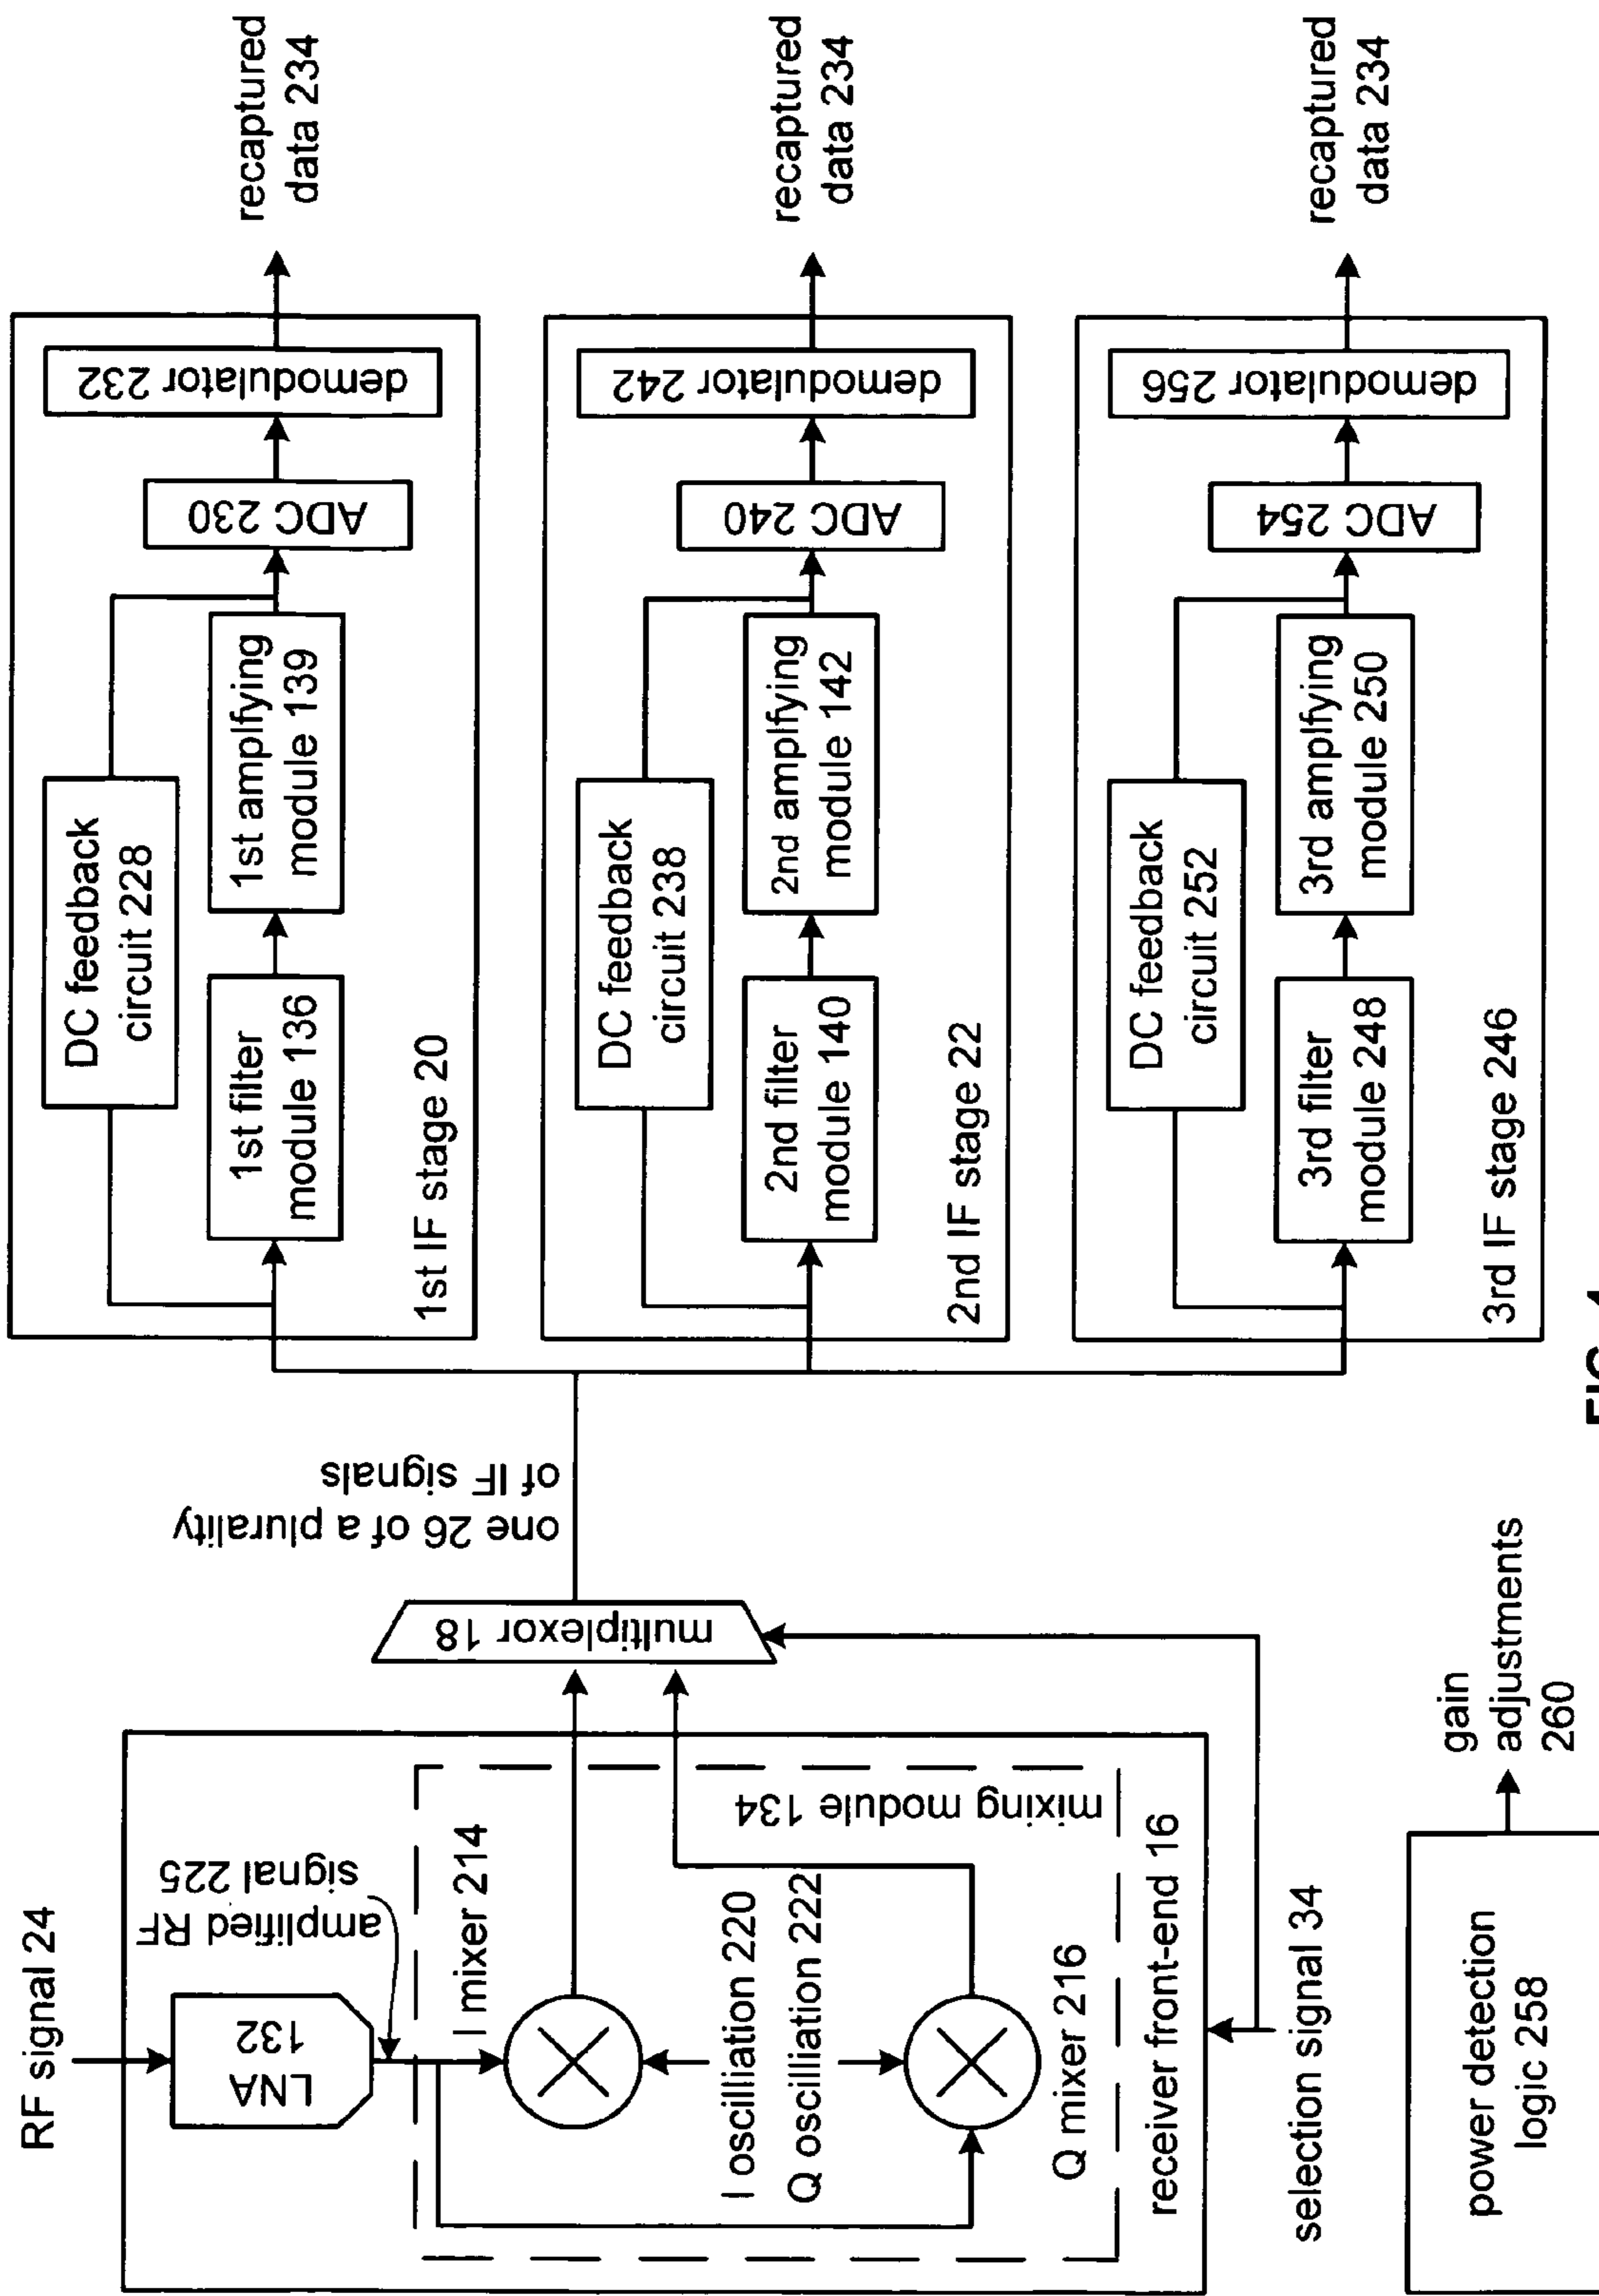 RF signal 24
LNA
132
amplified RF
signal 225
I mixer 214
I oscilliation 220
Q oscilliation 222
Q mixer 216
mixing module 134
receiver front-end 16
selection signal 34
multiplexor 18
one 26 of a plurality
of IF signals
power detection
logic 258
gain
adjustments
260
DC feedback
circuit 228
1st filter
module 136
1st amplfying
module 139
ADC 230
demodulator 232
1st IF stage 20
recaptured
data 234
DC feedback
circuit 238
2nd filter
module 140
2nd amplfying
module 142
ADC 240
demodulator 242
2nd IF stage 22
recaptured
data 234
DC feedback
circuit 252
3rd filter
module 248
3rd amplfying
module 250
ADC 254
demodulator 256
3rd IF stage 246
recaptured
data 234